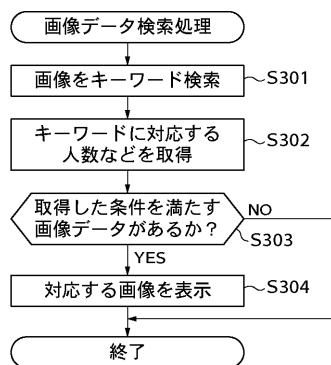 画像データ検索処理
画像をキーワード検索
S301
キーワードに対応する
人数などを取得
S302
取得した条件を満たす
画像データがあるか？
NO
S303
YES
対応する画像を表示
S304
終了